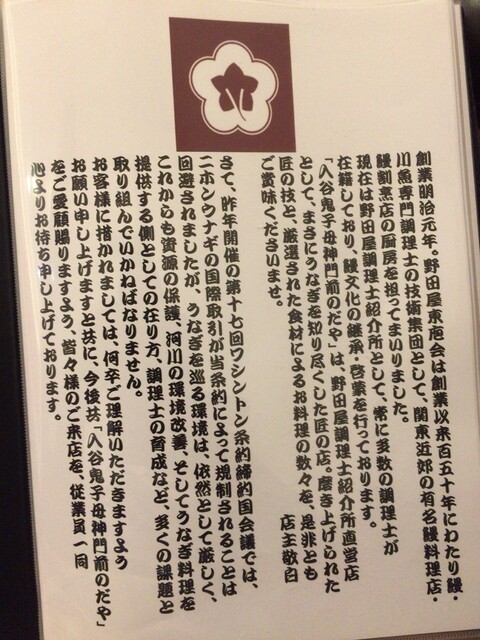 創業明治元年。野田屋東庖会は創業以来百五十年にわたり鰻・
川魚専門調理士の技術集団として、関東近郊の有名鰻料理店・
鰻割烹店の厨房を担ってまいりました。
現在は野田屋調理士紹介所として、常に多数の調理士が
在籍しており、鰻文化の継承・啓蒙を行っております。
「入谷鬼子母神門前のだや」は、野田屋調理士紹介所直営店
として、まさにうなぎを知り尽くした匠の店。磨き上げられた
匠の技と、厳選された食材によるお料理の数々を、是非とも
ご賞味くださいませ。
店主敬白
さて、昨年開催の第十七回ワシントン条約締約国会議では、
ニホンウナギの国際取引が当条約によって規制されることは
回避されましたが、うなぎを巡る環境は、依然として厳しく、
これからも資源の保護、河川の環境改善、そしてうなぎ料理を
提供する側としての在り方、調理士の育成など、多くの課題と
取り組んでいかねばなりません。
お客様に措かれましては、何卒ご理解いただきますよう
お願い申し上げますと共に、今後共「入谷鬼子母神門前のだや」
をご愛顧賜りますよう、皆々様のご来店を、従業員一同
心よりお待ち申し上げております。